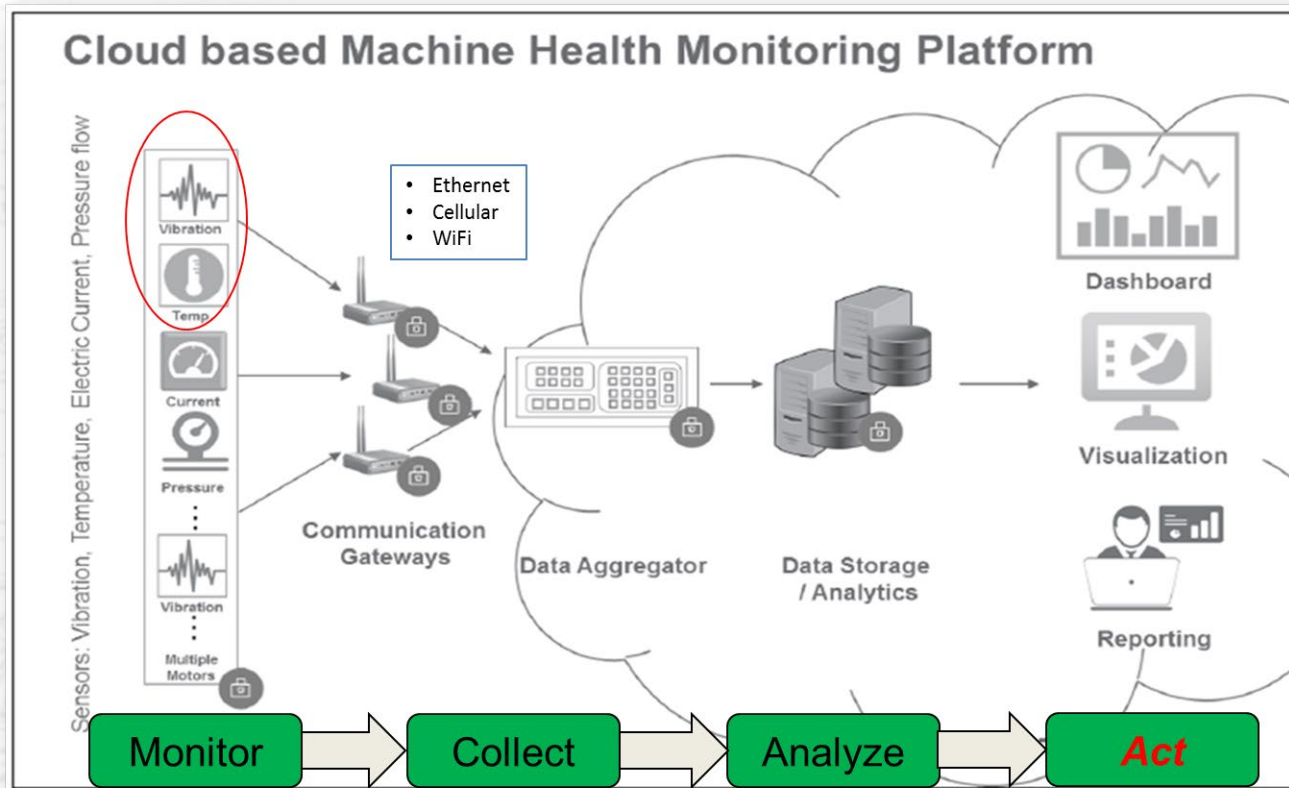 Cloud based Machine Health Monitoring Platform
Sensors: Vibration, Temperature, Electric Current, Pressure flow
Vibration
Temp
Current
Pressure
Vibration
Multiple
Motors
• Ethernet
• Cellular
• WiFi
Communication
Gateways
Data Aggregator
Data Storage
/ Analytics
Dashboard
Visualization
Reporting
Monitor
Collect
Analyze
Act